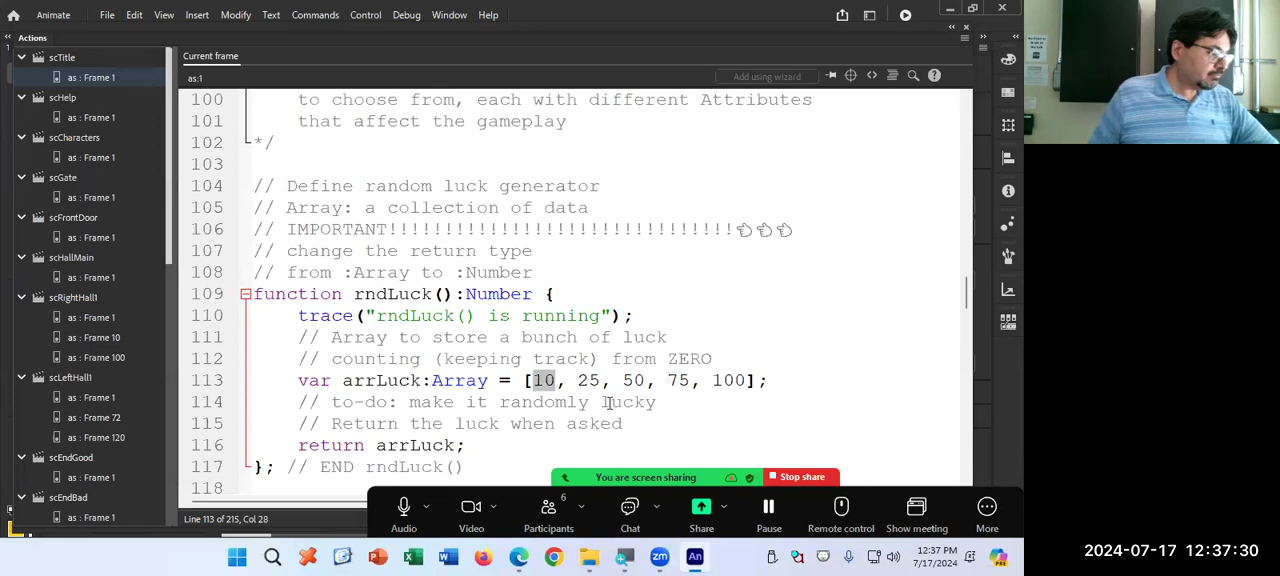 Animate
File Edit View Insert Modify Text Commands Control Debug Window Help
Actions
scTitle
as : Frame 1
scHelp
as : Frame 1
scCharacters
as : Frame 1
scGate
as : Frame 1
scFrontDoor
as : Frame 1
scHallMain
as : Frame 1
scRightHall1
as : Frame 1
as : Frame 10
as : Frame 100
scLeftHall1
as : Frame 1
as : Frame 72
as : Frame 120
scEndGood
as : Frame 1
scEndBad
as : Frame 1
Current frame
as:1
Add using wizard
100 to choose from, each with different Attributes
101 that affect the gameplay
102 */
103
104 // Define random luck generator
105 // Array: a collection of data
106 // IMPORTANT!!!!!!!!!!!!!!!!!!!!!!!!!!!!!!!👈👈👈
107 // change the return type
108 // from :Array to :Number
109 function rndLuck():Number {
110 trace("rndLuck() is running");
111 // Array to store a bunch of luck
112 // counting (keeping track) from ZERO
113 var arrLuck:Array = [10, 25, 50, 75, 100];
114 // to-do: make it randomly lucky
115 // Return the luck when asked
116 return arrLuck;
117 }; // END rndLuck()
118
Line 113 of 215, Col 28
You are screen sharing
Stop share
6
Audio Video Participants Chat Share Pause Remote control Show meeting More
12:37 PM
7/17/2024
2024-07-17 12:37:30